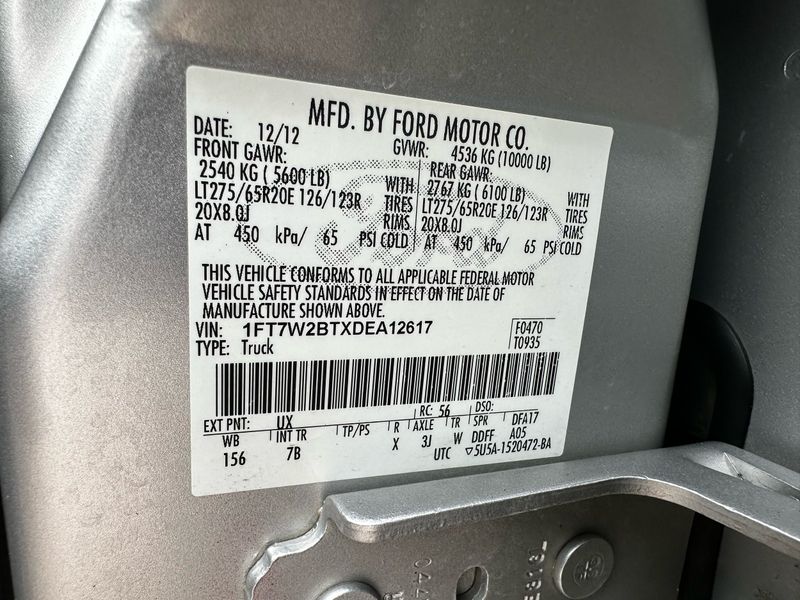 MFD. BY FORD MOTOR CO.
DATE: 12/12 GVWR: 4536 KG (10000 LB)
FRONT GAWR: REAR GAWR:
2540 KG ( 5600 LB) WITH 2767 KG ( 6100 LB) WITH
LT275/65R20E 126/123R TIRES LT275/65R20E 126/123R TIRES
20X8.0J RIMS 20X8.0J RIMS
AT 450 kPa/ 65 PSI COLD AT 450 kPa/ 65 PSI COLD
Ford
THIS VEHICLE CONFORMS TO ALL APPLICABLE FEDERAL MOTOR
VEHICLE SAFETY STANDARDS IN EFFECT ON THE DATE OF
MANUFACTURE SHOWN ABOVE.
VIN: 1FT7W2BTXDEA12617 F0470
TYPE: Truck T0935
EXT PNT: UX RC: 56 DSO:
WB INT TR TP/PS R AXLE TR SPR DFA17
156 7B X 3J W DDFF A05
UTC ▽5U5A-1520472-BA